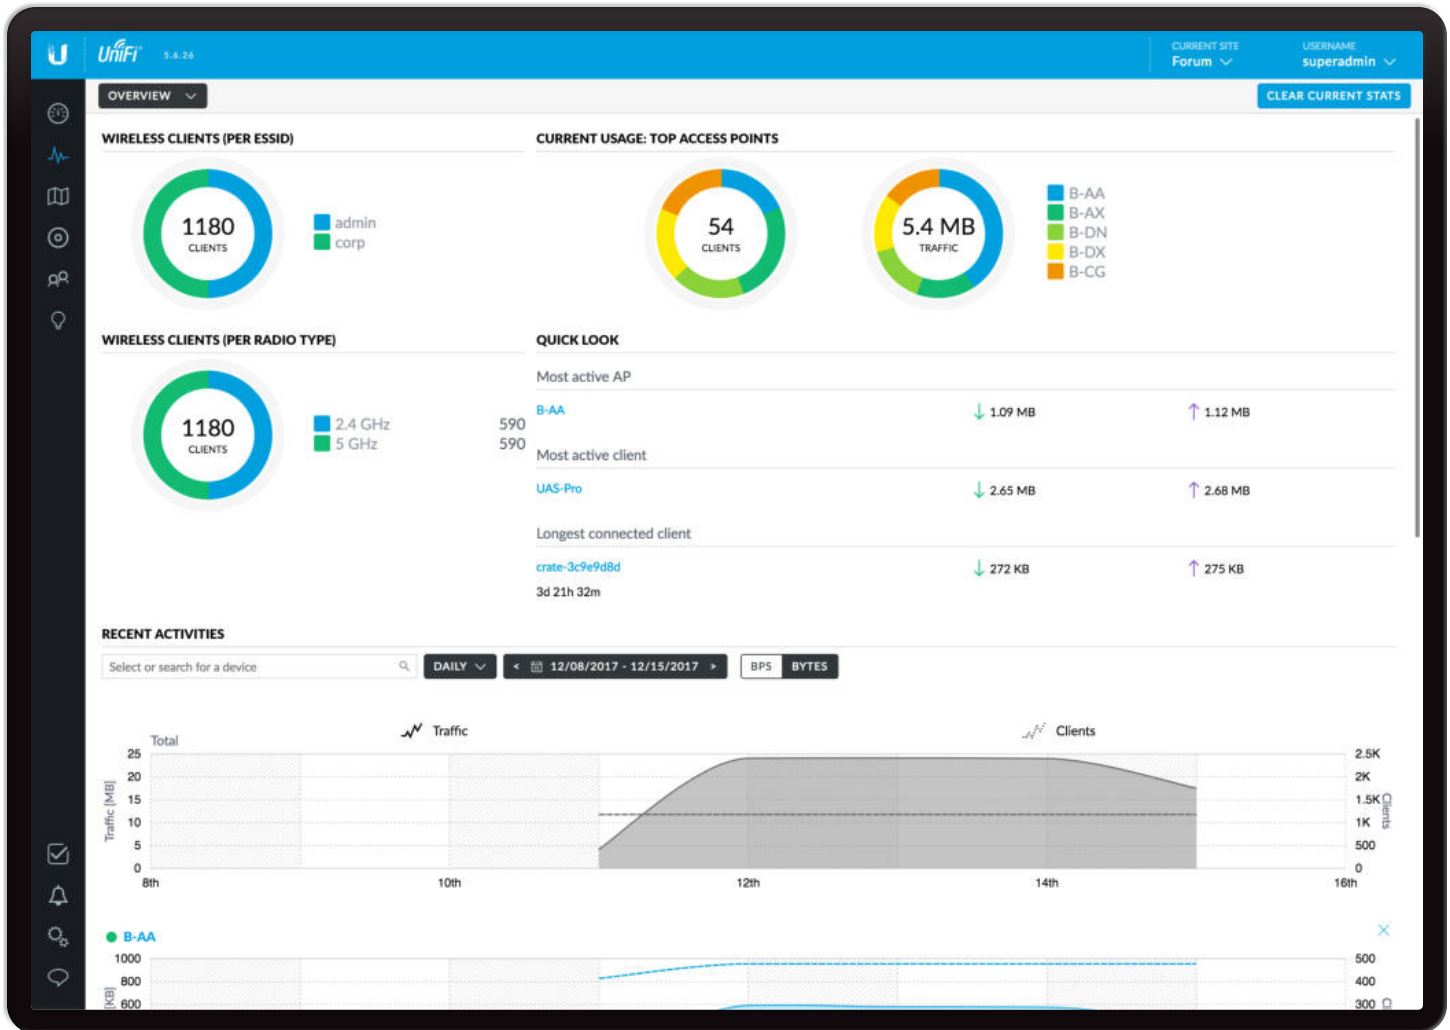 UniFi 5.6.26
CURRENT SITE
Forum
USERNAME
superadmin
OVERVIEW
CLEAR CURRENT STATS
WIRELESS CLIENTS (PER ESSID)
1180
CLIENTS
admin
corp
CURRENT USAGE: TOP ACCESS POINTS
54
CLIENTS
5.4 MB
TRAFFIC
B-AA
B-AX
B-DN
B-DX
B-CG
WIRELESS CLIENTS (PER RADIO TYPE)
1180
CLIENTS
2.4 GHz 590
5 GHz 590
QUICK LOOK
Most active AP
B-AA ↓ 1.09 MB ↑ 1.12 MB
Most active client
UAS-Pro ↓ 2.65 MB ↑ 2.68 MB
Longest connected client
crate-3c9e9d8d ↓ 272 KB ↑ 275 KB
3d 21h 32m
RECENT ACTIVITIES
Select or search for a device
DAILY
< 12/08/2017 - 12/15/2017 >
BPS BYTES
Traffic
Clients
Total
Traffic [MB]
25
20
15
10
5
0
2.5K
2K
1.5K
1K
500
0
Clients
8th 10th 12th 14th 16th
B-AA
1000
800
600
[KB]
500
400
300